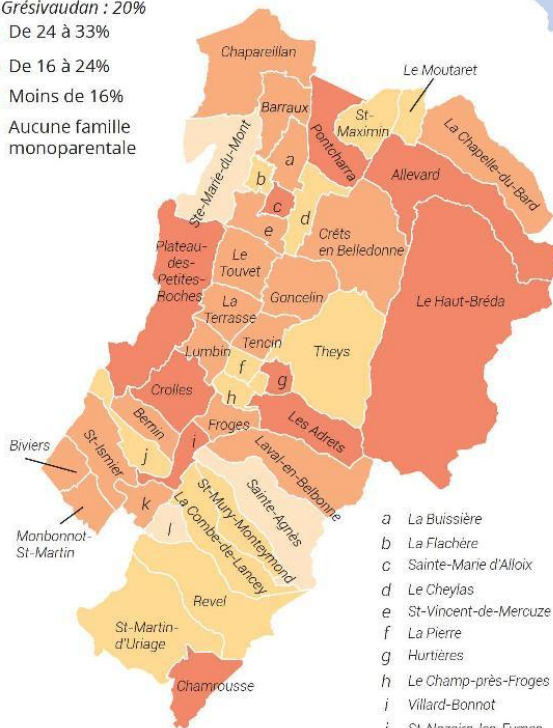 Grésivaudan : 20%
De 24 à 33%
De 16 à 24%
Moins de 16%
Aucune famille
monoparentale
Chapareillan
Le Moutaret
Barraux
Pontcharra
St-
Maximin
La Chapelle-du-Bard
Ste-Marie-du-Mont
a
Allevard
b
c
d
e
Crêts
en Belledonne
Plateau-
des-
Petites-
Roches
Le
Touvet
Goncelin
Le Haut-Bréda
La
Terrasse
Tencin
Theys
Lumbin
f
g
Crolles
h
Les Adrets
Bernin
Froges
i
Biviers
St-Ismier
j
Laval-en-Belbonne
k
Sainte-Agnès
St-Mury-Monteymond
La Combe-de-Lancey
l
Monbonnot-
St-Martin
Revel
St-Martin-
d'Uriage
Chamrousse
a La Buissière
b La Flachère
c Sainte-Marie d'Alloix
d Le Cheylas
e St-Vincent-de-Mercuze
f La Pierre
g Hurtières
h Le Champ-près-Froges
i Villard-Bonnot